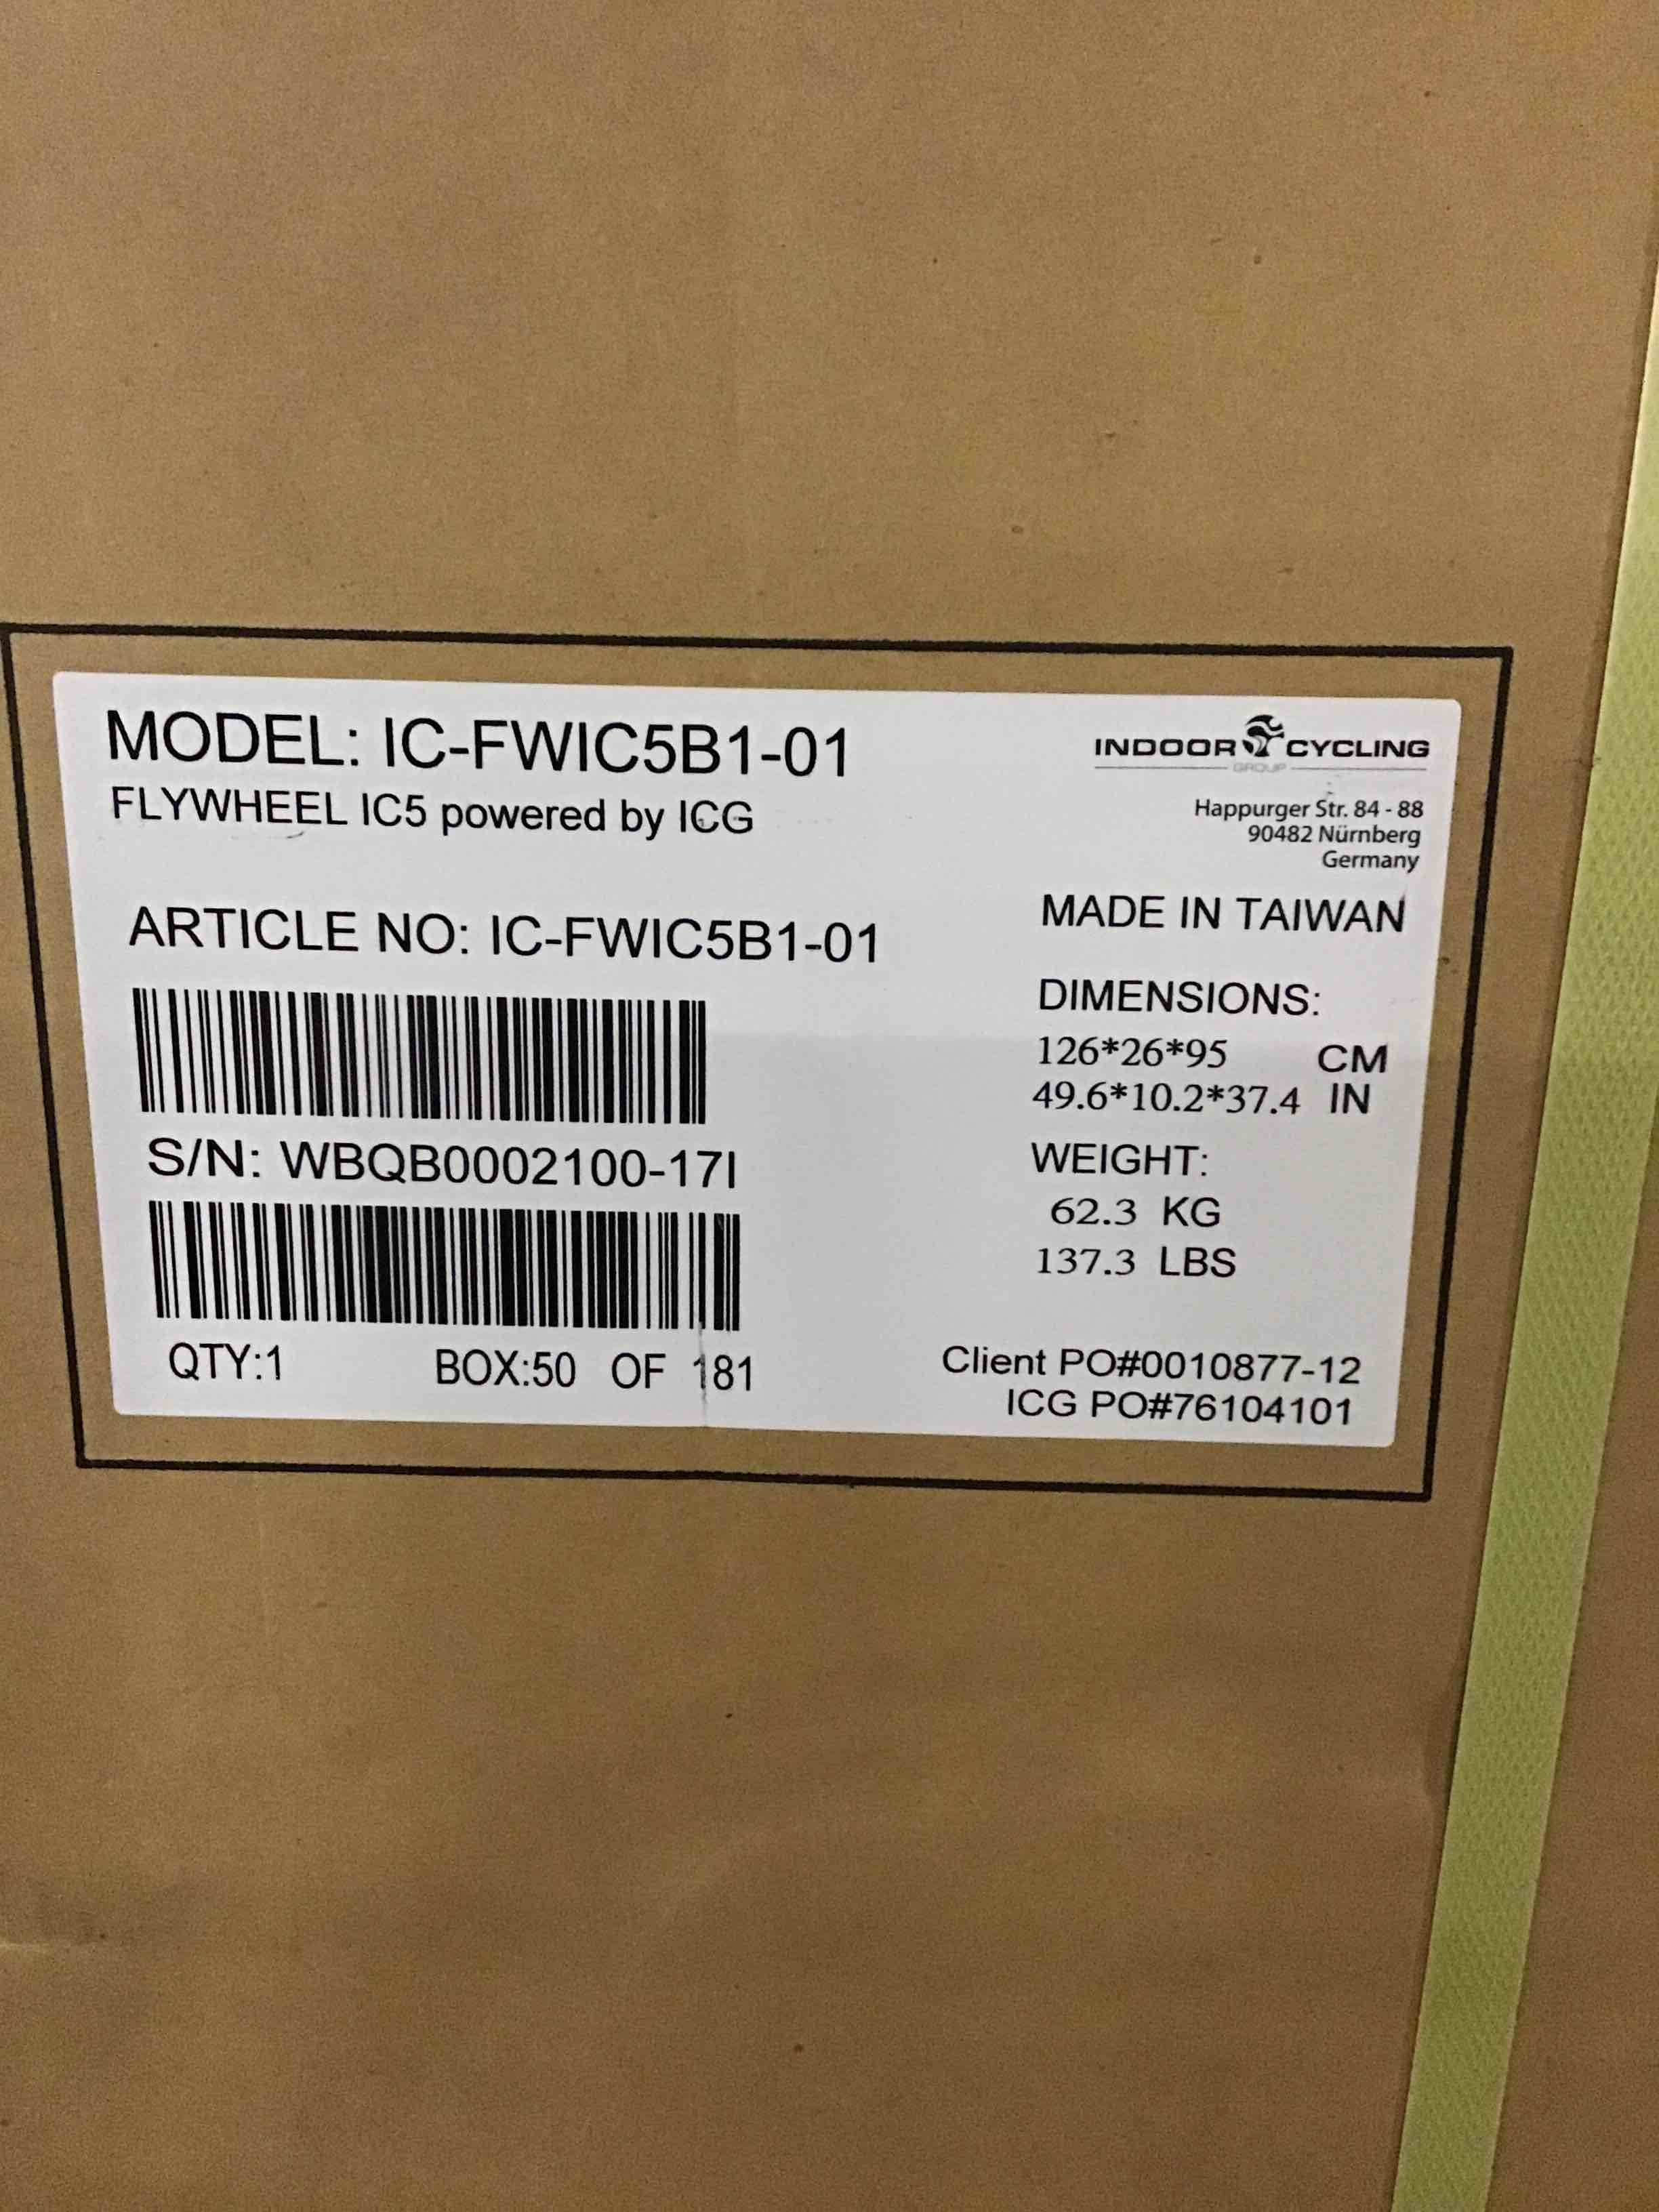 MODEL: IC-FWIC5B1-01
FLYWHEEL IC5 powered by ICG
INDOOR CYCLING
GROUP
Happurger Str. 84 - 88
90482 Nürnberg
Germany
ARTICLE NO: IC-FWIC5B1-01
MADE IN TAIWAN
DIMENSIONS:
126*26*95 CM
49.6*10.2*37.4 IN
S/N: WBQB0002100-17I
WEIGHT:
62.3 KG
137.3 LBS
QTY:1 BOX:50 OF 181
Client PO#0010877-12
ICG PO#76104101